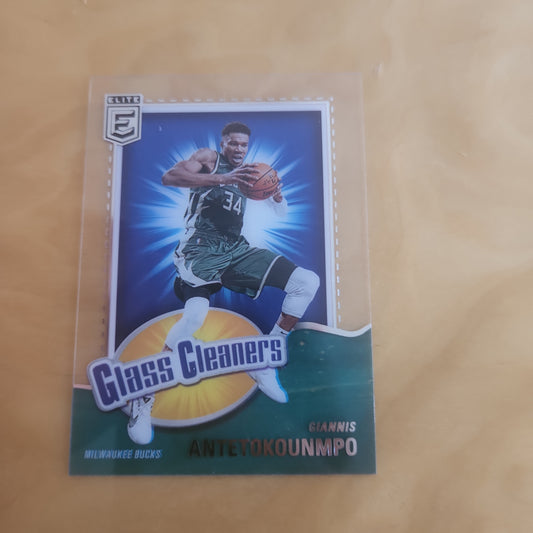 ELITE
E
34
Glass Cleaners
GIANNIS
ANTETOKOUNMPO
MILWAUKEE BUCKS